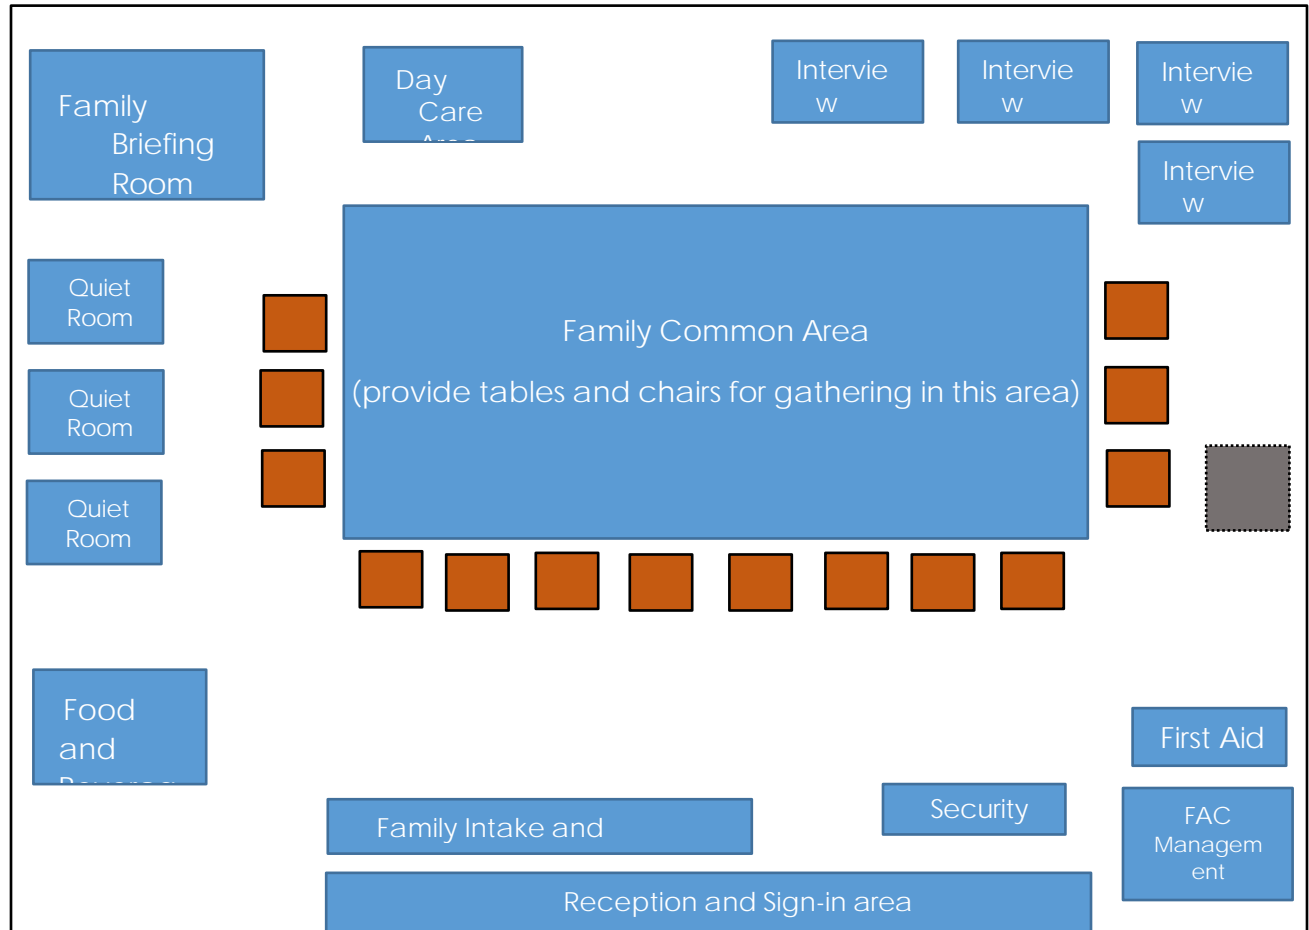 Family
Briefing
Room
Day
Care
Area
Intervie
w
Intervie
w
Intervie
w
Intervie
w
Quiet
Room
Quiet
Room
Quiet
Room
Family Common Area
(provide tables and chairs for gathering in this area)
Food
and
First Aid
Security
FAC
Managem
ent
Family Intake and
Reception and Sign-in area